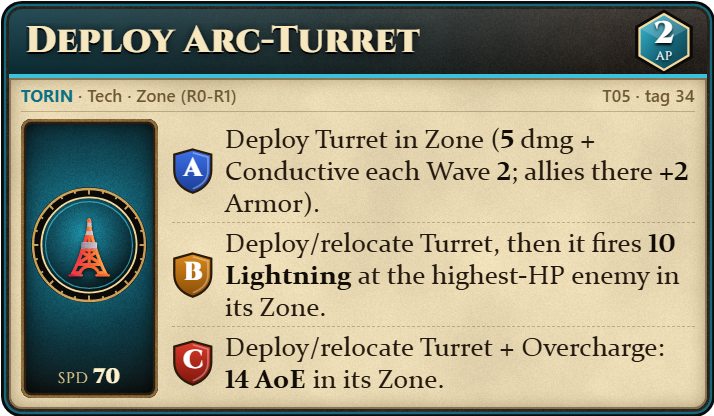 DEPLOY ARC-TURRET
2
AP
TORIN · Tech · Zone (R0-R1)
T05 · tag 34
A
Deploy Turret in Zone (5 dmg +
Conductive each Wave 2; allies there +2
Armor).
B
Deploy/relocate Turret, then it fires 10
Lightning at the highest-HP enemy in
its Zone.
C
Deploy/relocate Turret + Overcharge:
14 AoE in its Zone.
SPD 70